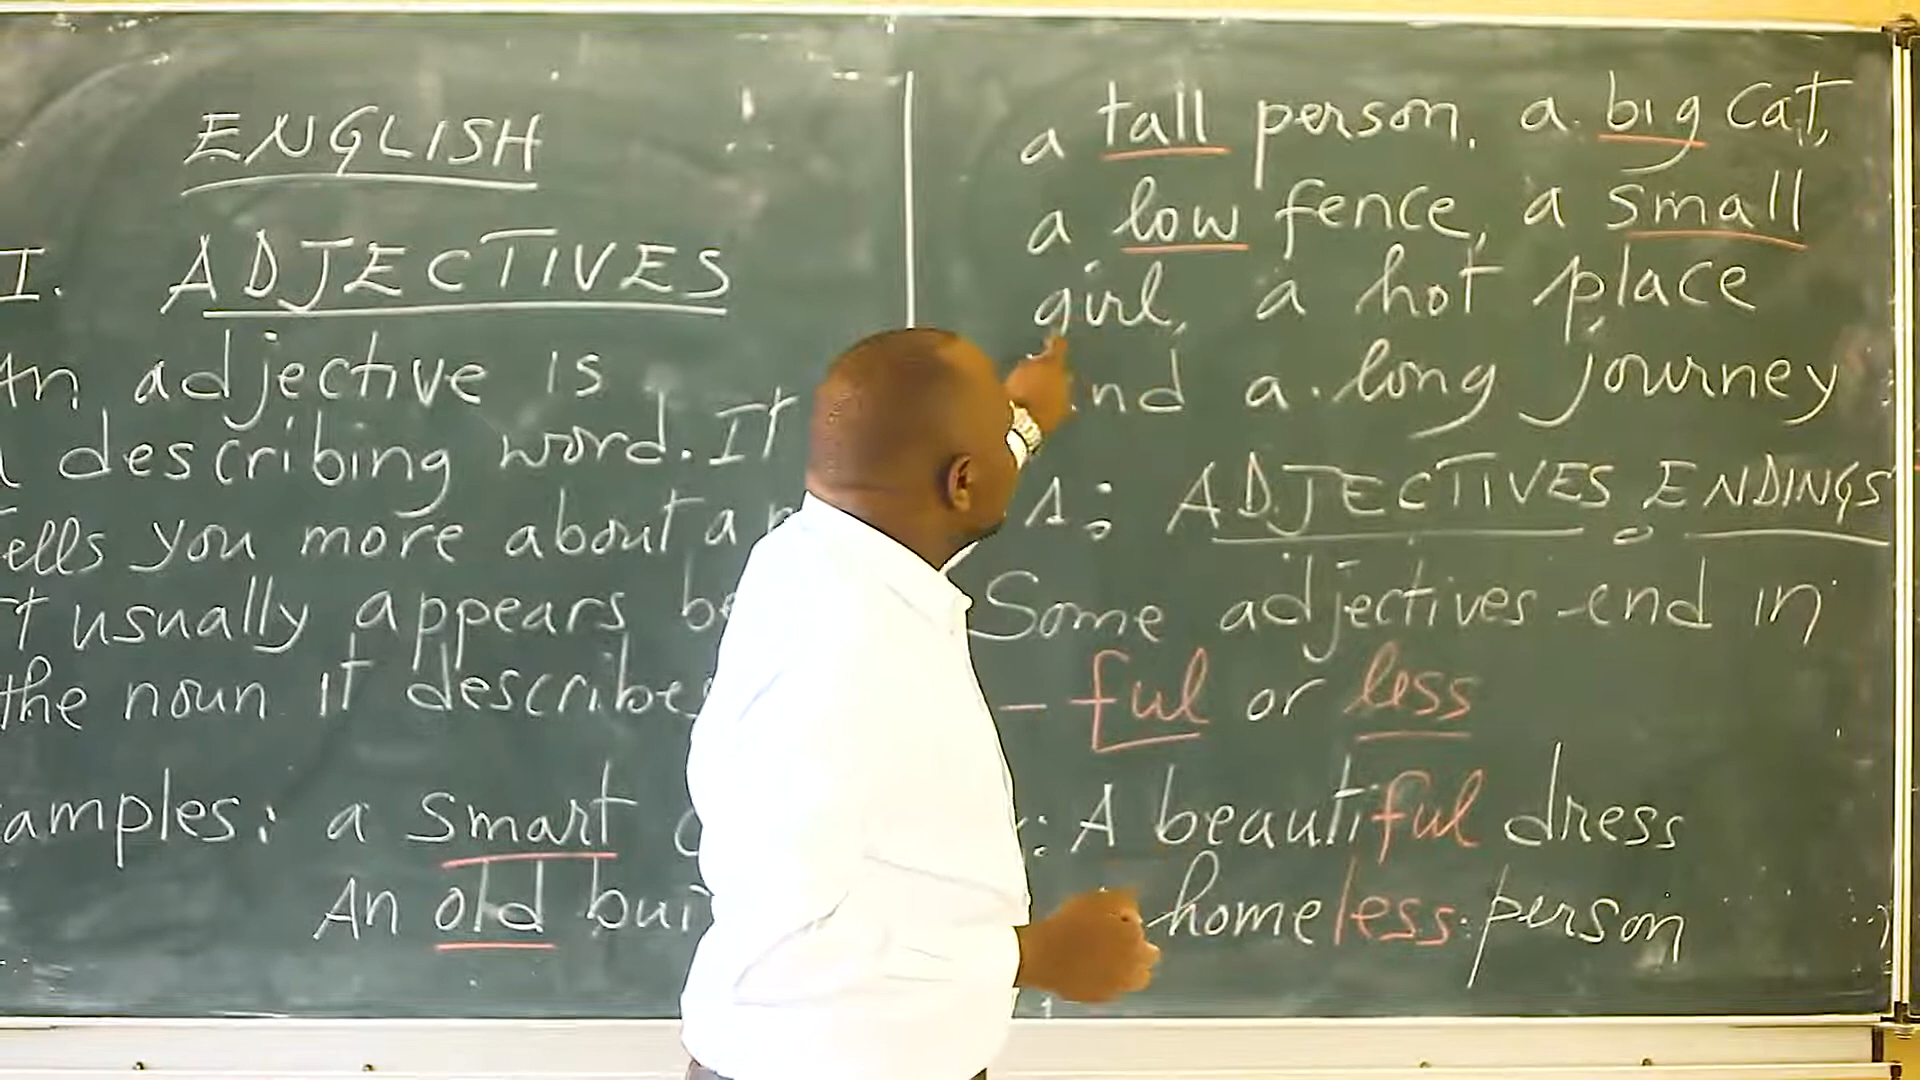 ENGLISH
I. ADJECTIVES
An adjective is
describing word. It
ells you more about a
usually appears
the noun it describe
amples: a smart
An old
a tall person, a big cat,
a low fence, a small
girl, a hot place
nd a long journey
A: ADJECTIVES ENDINGS
Some adjectives end in
- ful or less
: A beautiful dress
homeless person